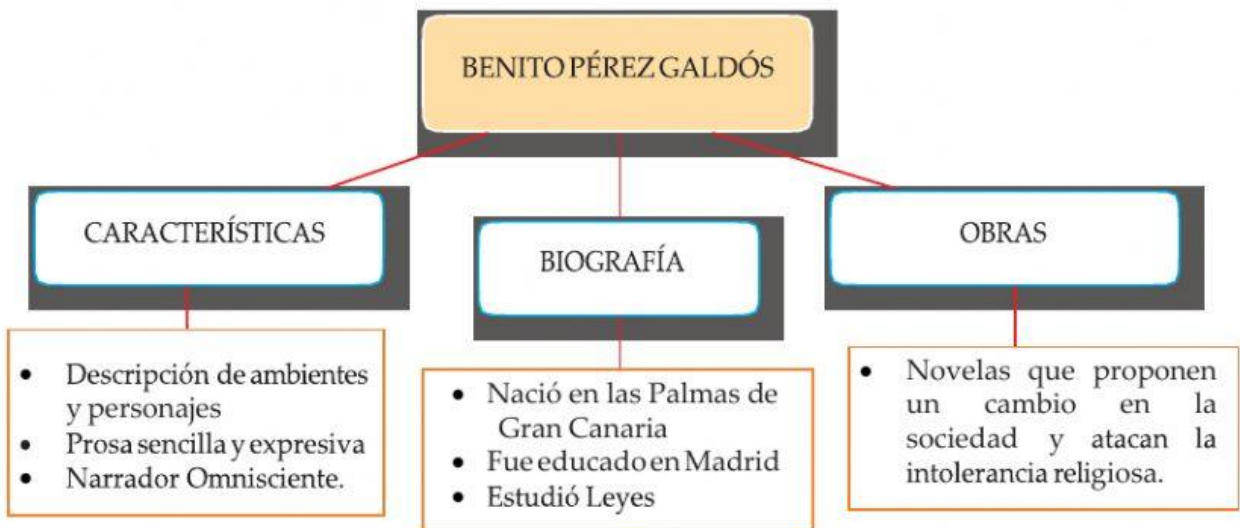 BENITO PÉREZ GALDÓS
CARACTERÍSTICAS
• Descripción de ambientes
y personajes
• Prosa sencilla y expresiva
• Narrador Omnisciente.
BIOGRAFÍA
• Nació en las Palmas de
Gran Canaria
• Fue educado en Madrid
• Estudió Leyes
OBRAS
• Novelas que proponen
un cambio en la
sociedad y atacan la
intolerancia religiosa.